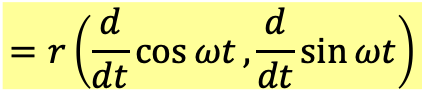 = r ( d/dt cos ωt , d/dt sin ωt )